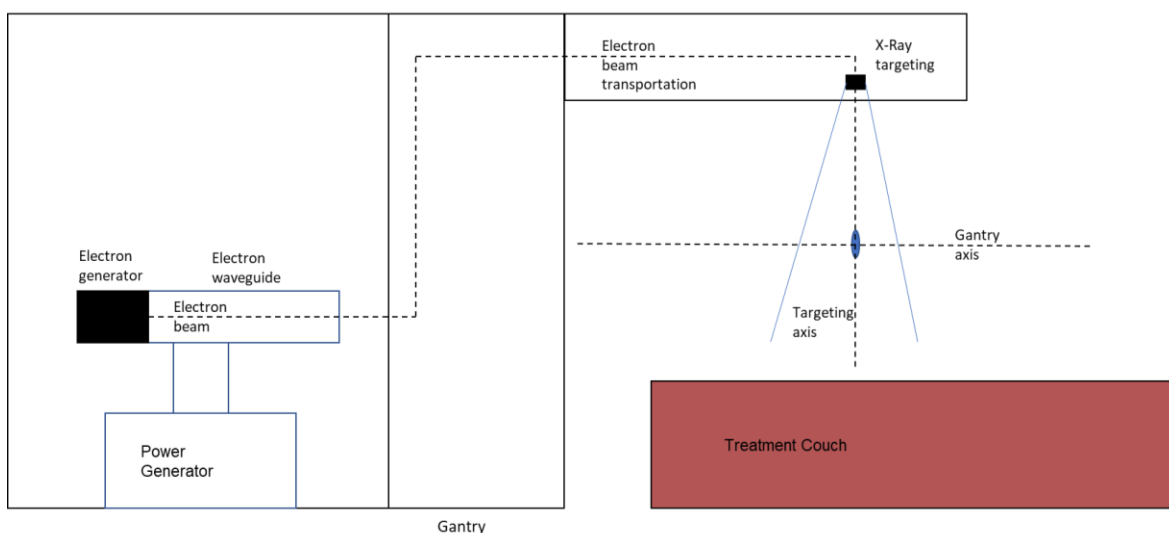 Electron
beam
transportation
X-Ray
targeting
Gantry
axis
Electron
generator
Electron
waveguide
Electron
beam
Targeting
axis
Power
Generator
Treatment Couch
Gantry